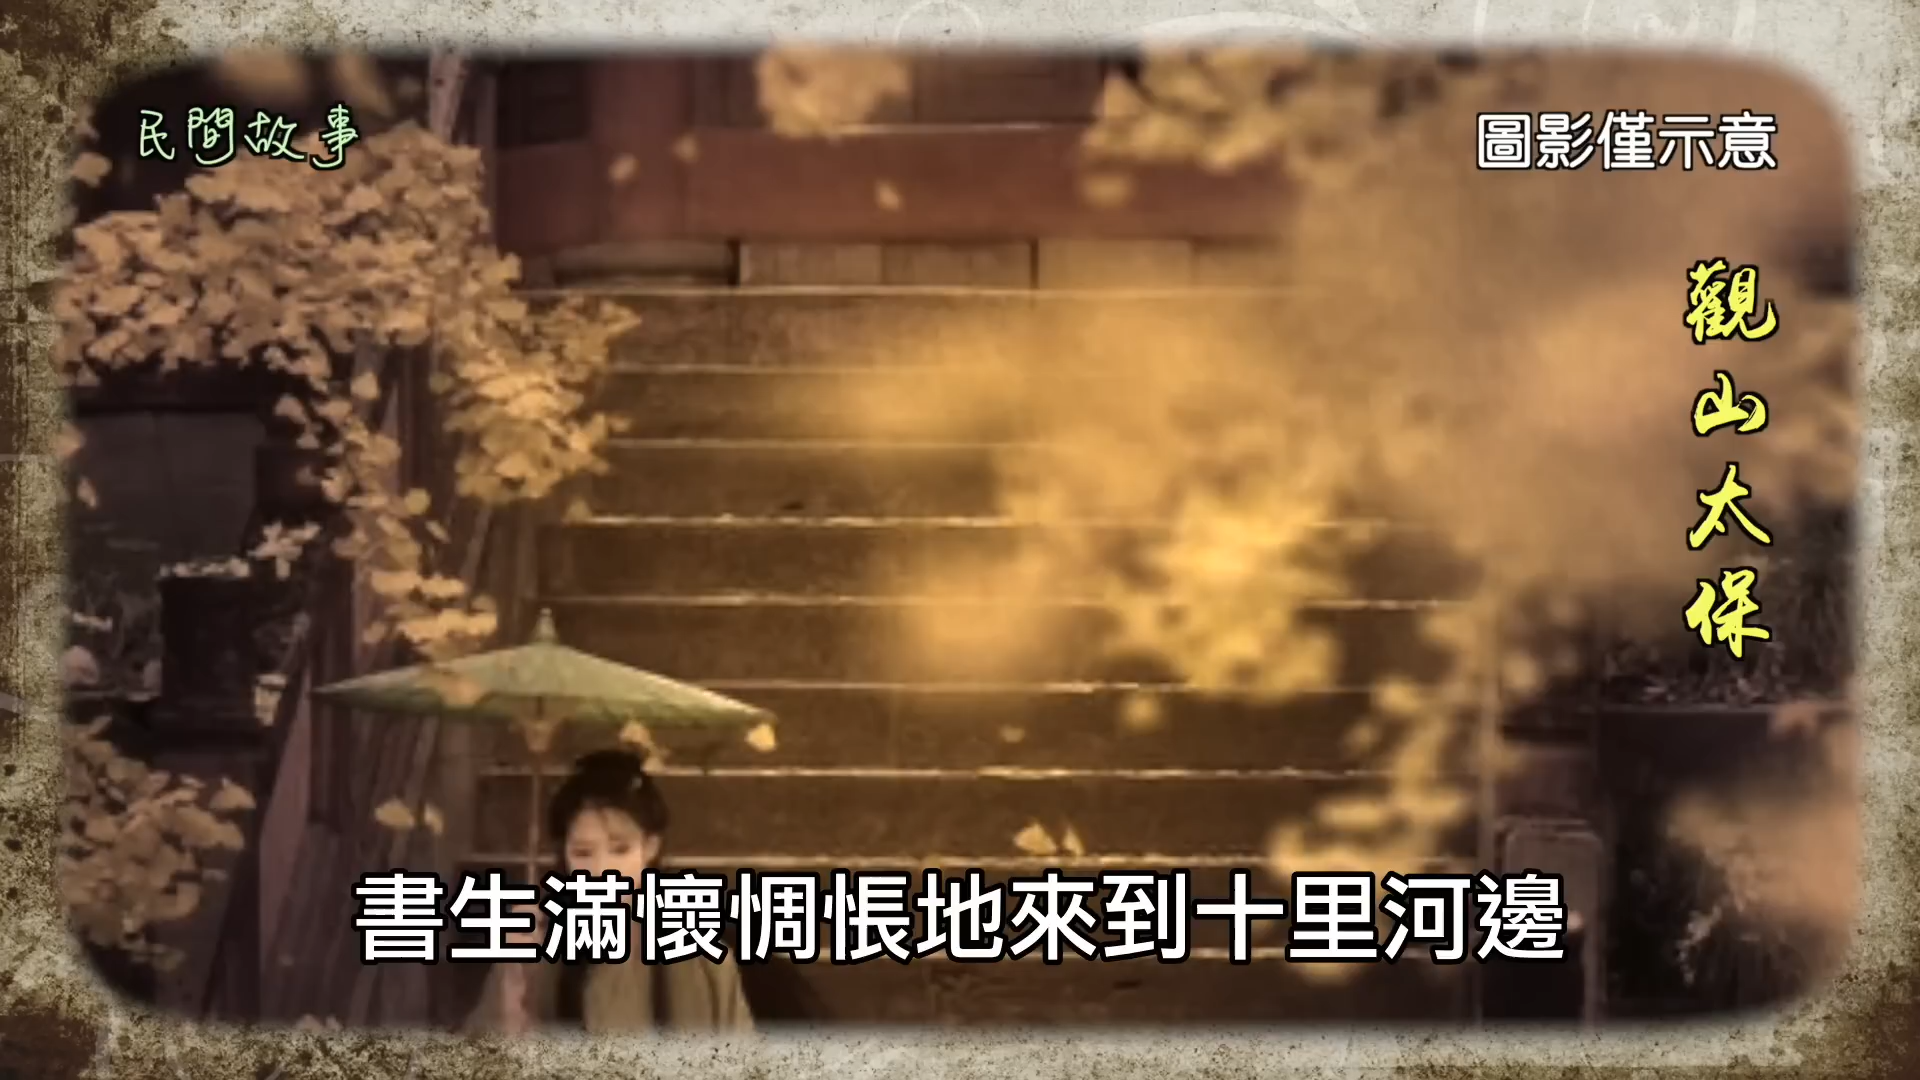 民間故事
圖影僅示意
觀山太保
書生滿懷惆悵地來到十里河邊